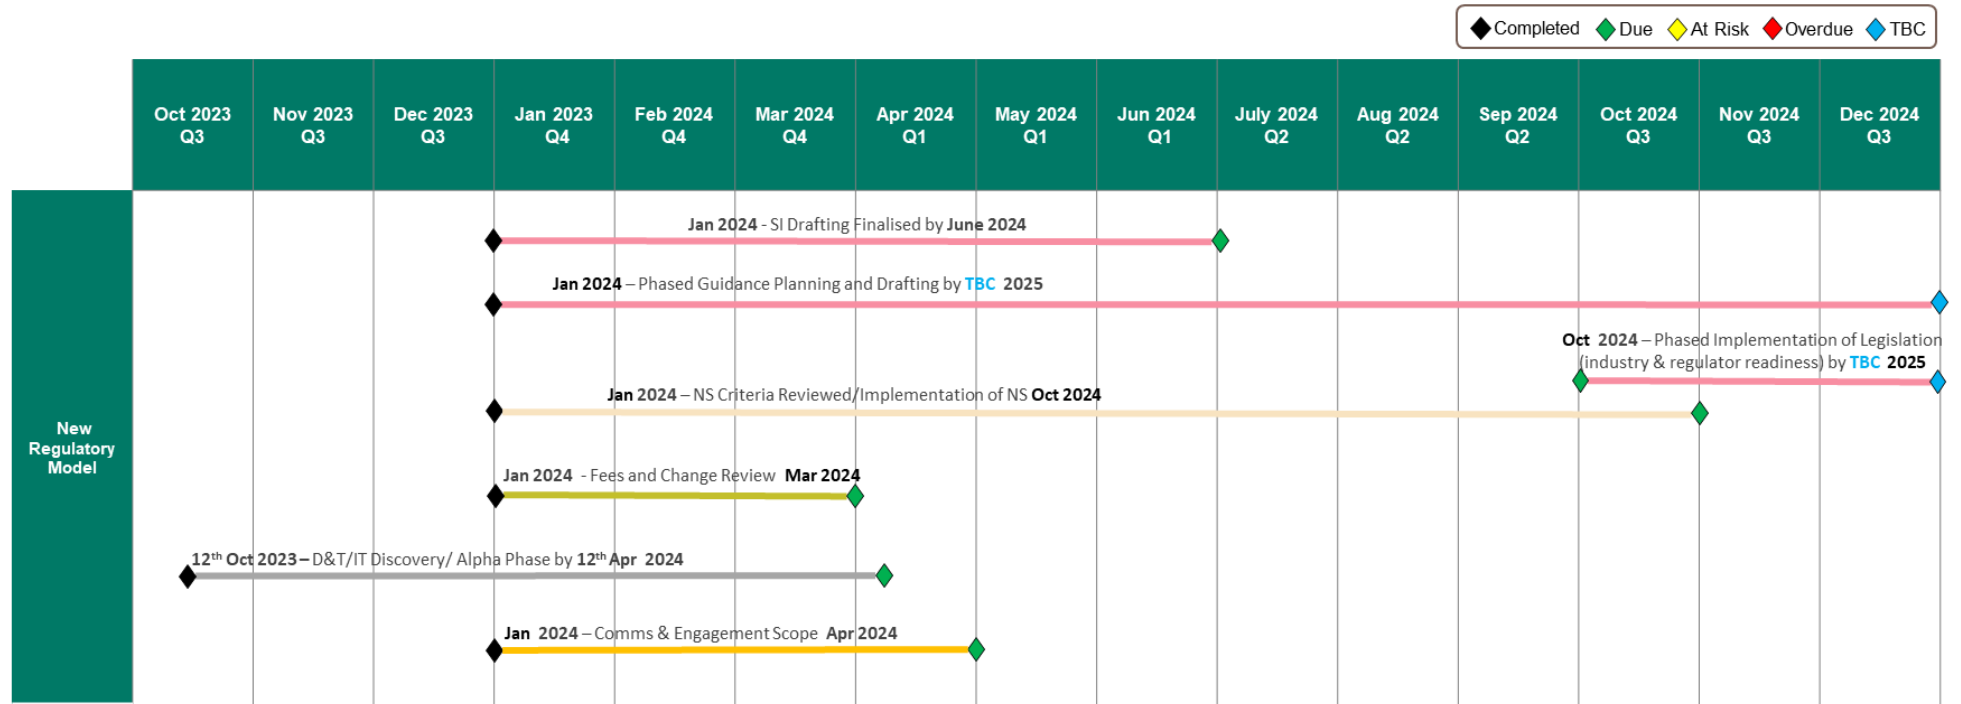 Completed Due At Risk Overdue TBC
Oct 2023 Nov 2023 Dec 2023 Jan 2023 Feb 2024 Mar 2024 Apr 2024 May 2024 Jun 2024 July 2024 Aug 2024 Sep 2024 Oct 2024 Nov 2024 Dec 2024
Q3 Q3 Q3 Q4 Q4 Q4 Q1 Q1 Q1 Q2 Q2 Q2 Q3 Q3 Q3
New
Regulatory
Model
Jan 2024 - SI Drafting Finalised by June 2024
Jan 2024 – Phased Guidance Planning and Drafting by TBC 2025
Oct 2024 – Phased Implementation of Legislation
(industry & regulator readiness) by TBC 2025
Jan 2024 – NS Criteria Reviewed/Implementation of NS Oct 2024
Jan 2024 - Fees and Change Review Mar 2024
12th Oct 2023 – D&T/IT Discovery/ Alpha Phase by 12th Apr 2024
Jan 2024 – Comms & Engagement Scope Apr 2024